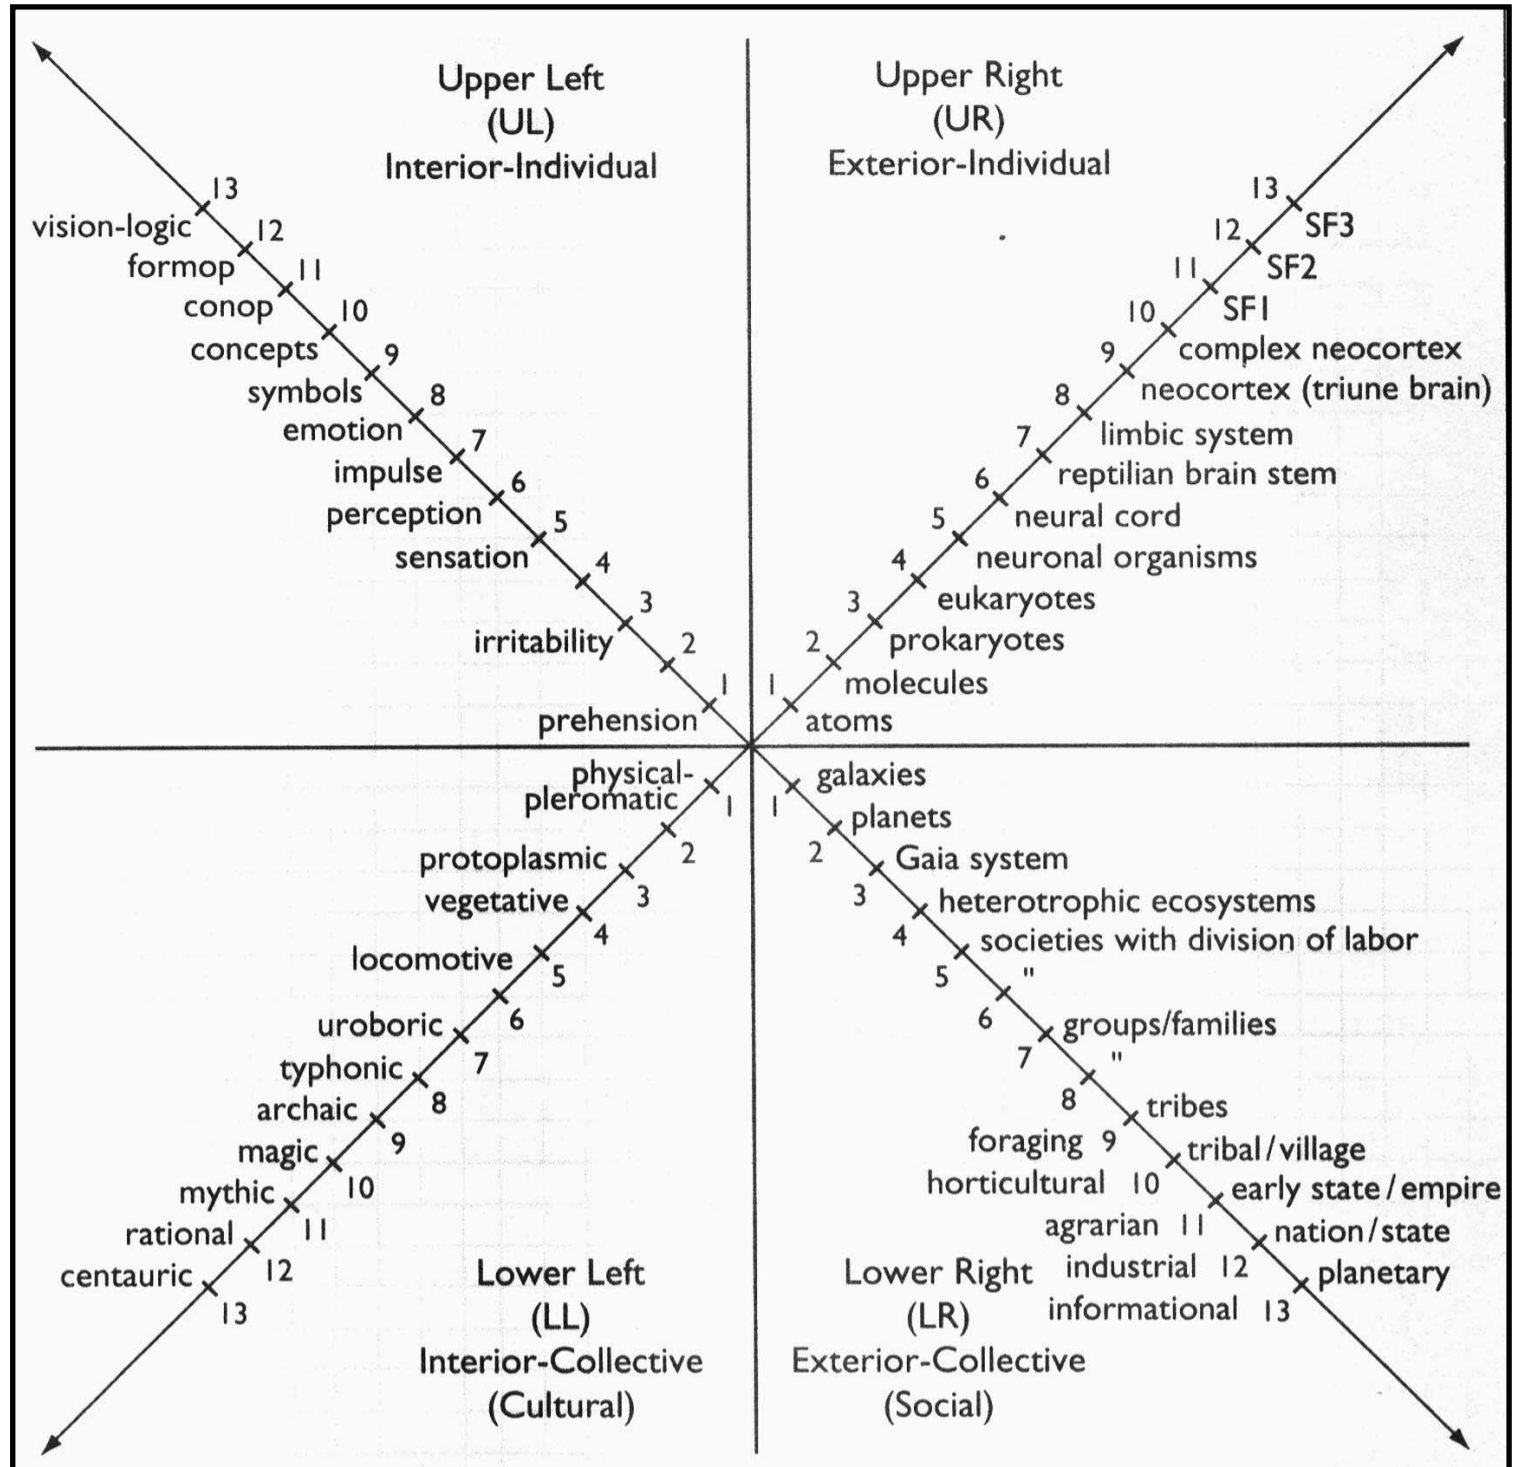 Upper Left
(UL)
Interior-Individual
13
vision-logic
12
formop
11
conop
10
concepts
9
symbols
8
emotion
7
impulse
6
perception
5
sensation
4
3
irritability
2
1
prehension
Upper Right
(UR)
Exterior-Individual
13
SF3
12
SF2
11
SF1
10
complex neocortex
9
neocortex (triune brain)
8
limbic system
7
reptilian brain stem
6
neural cord
5
neuronal organisms
4
eukaryotes
3
prokaryotes
2
molecules
1
atoms
physical-
pleromatic
1
2
protoplasmic
3
vegetative
4
locomotive
5
6
uroboric
7
typhonic
8
archaic
9
magic
10
mythic
11
rational
12
centauric
13
Lower Left
(LL)
Interior-Collective
(Cultural)
galaxies
1
planets
2
Gaia system
3
heterotrophic ecosystems
4
societies with division of labor
5
"
6
groups/families
7
"
8
tribes
foraging 9
tribal/village
horticultural 10
early state/empire
agrarian 11
nation/state
industrial 12
planetary
informational 13
Lower Right
(LR)
Exterior-Collective
(Social)